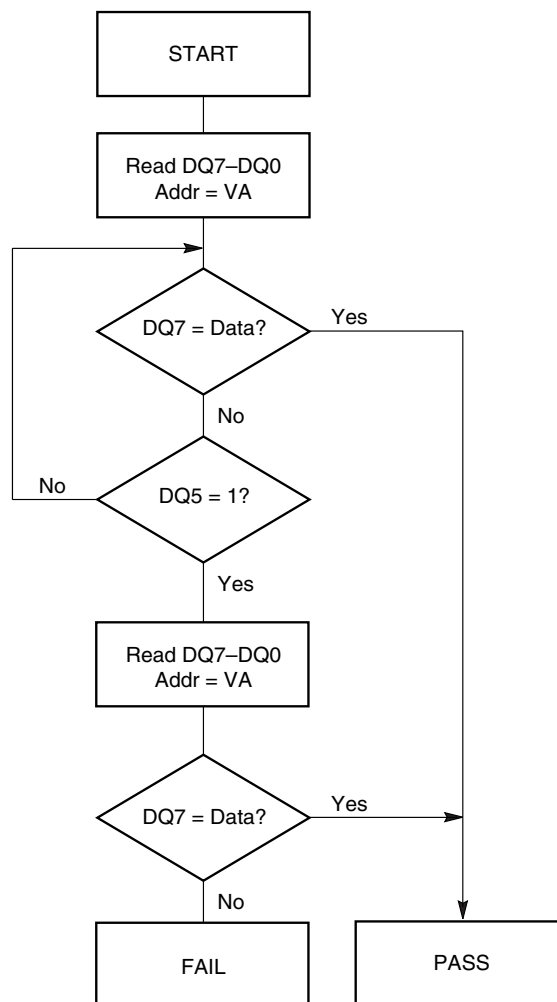 START
Read DQ7–DQ0
Addr = VA
DQ7 = Data?
Yes
No
No
DQ5 = 1?
Yes
Read DQ7–DQ0
Addr = VA
DQ7 = Data?
Yes
No
FAIL
PASS